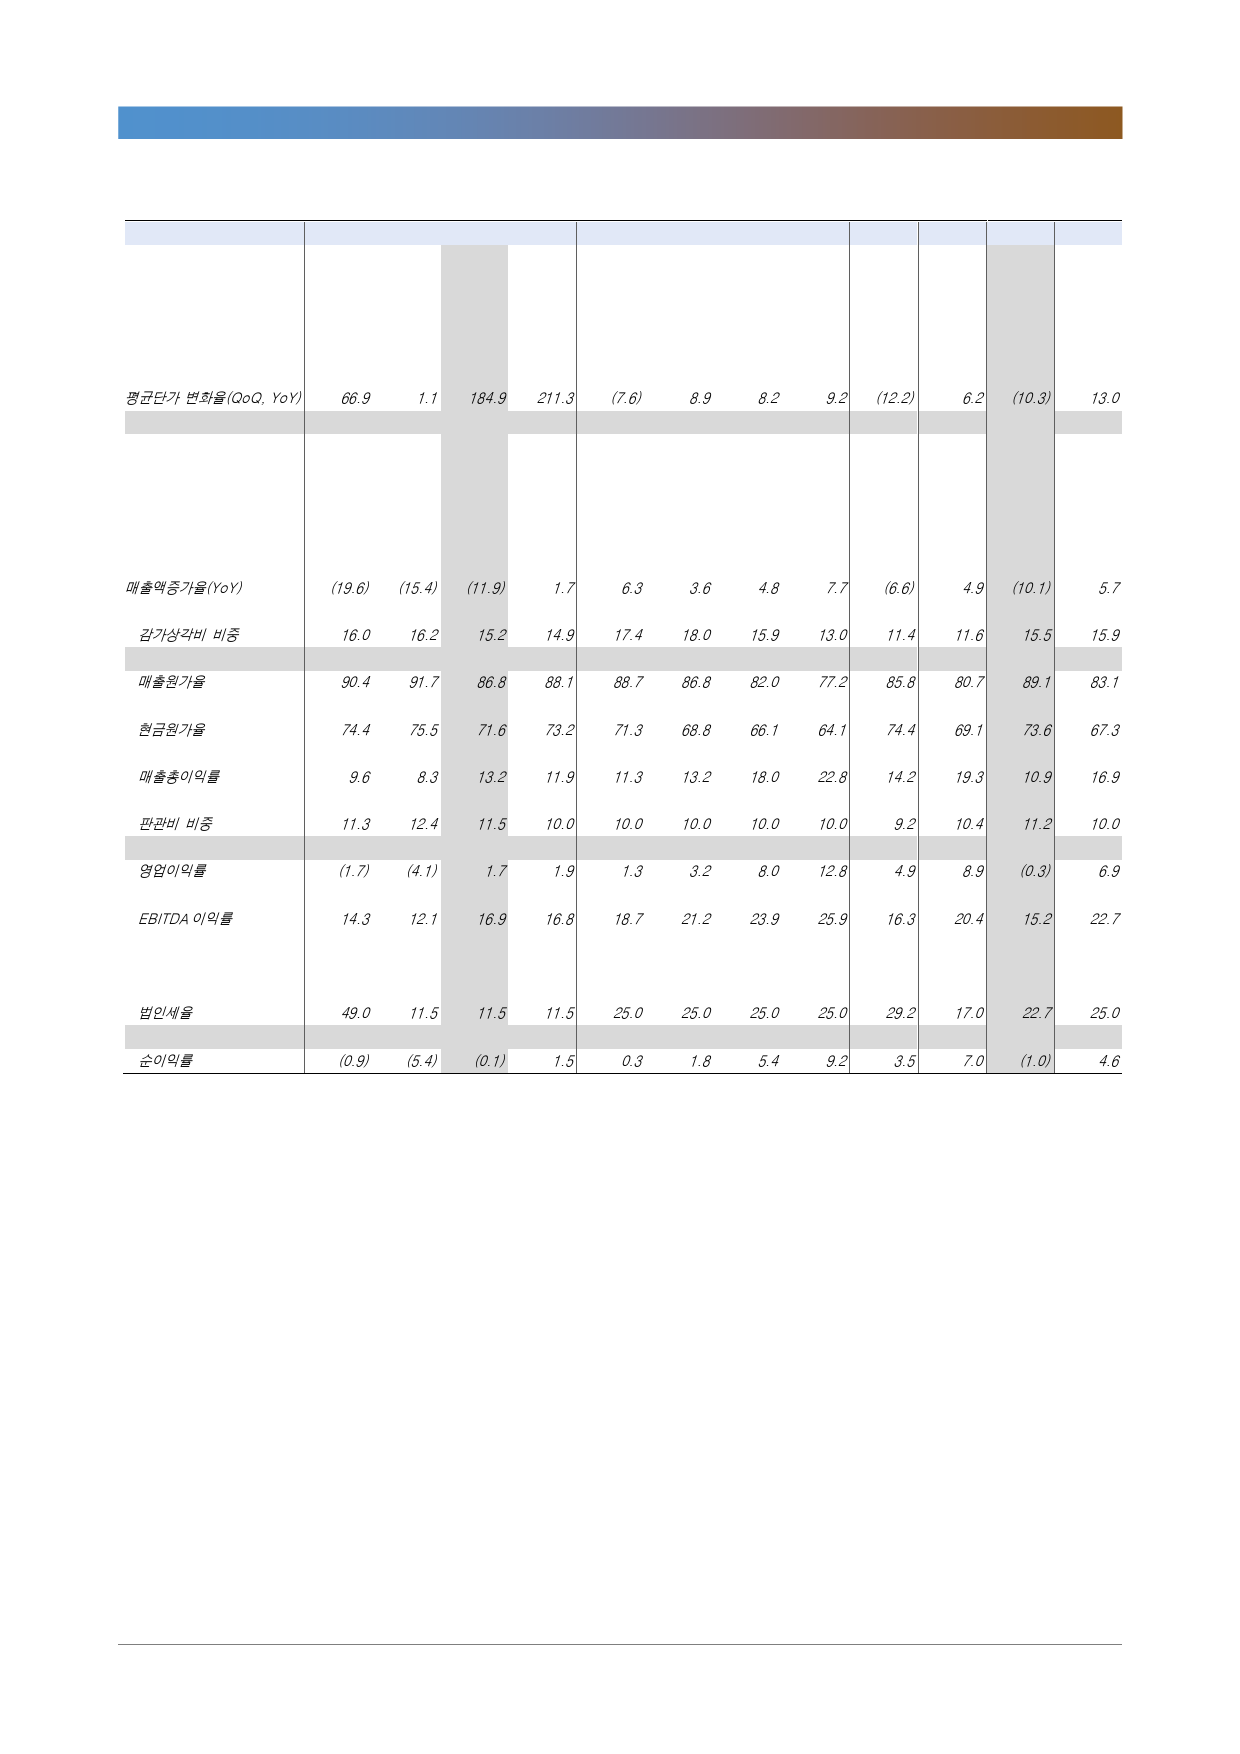 평균단가 변화율(QoQ, YoY) 66.9 1.1 184.9 211.3 (7.6) 8.9 8.2 9.2 (12.2) 6.2 (10.3) 13.0
매출액증가율(YoY) (19.6) (15.4) (11.9) 1.7 6.3 3.6 4.8 7.7 (6.6) 4.9 (10.1) 5.7
감가상각비 비중 16.0 16.2 15.2 14.9 17.4 18.0 15.9 13.0 11.4 11.6 15.5 15.9
매출원가율 90.4 91.7 86.8 88.1 88.7 86.8 82.0 77.2 85.8 80.7 89.1 83.1
현금원가율 74.4 75.5 71.6 73.2 71.3 68.8 66.1 64.1 74.4 69.1 73.6 67.3
매출총이익률 9.6 8.3 13.2 11.9 11.3 13.2 18.0 22.8 14.2 19.3 10.9 16.9
판관비 비중 11.3 12.4 11.5 10.0 10.0 10.0 10.0 10.0 9.2 10.4 11.2 10.0
영업이익률 (1.7) (4.1) 1.7 1.9 1.3 3.2 8.0 12.8 4.9 8.9 (0.3) 6.9
EBITDA 이익률 14.3 12.1 16.9 16.8 18.7 21.2 23.9 25.9 16.3 20.4 15.2 22.7
법인세율 49.0 11.5 11.5 11.5 25.0 25.0 25.0 25.0 29.2 17.0 22.7 25.0
순이익률 (0.9) (5.4) (0.1) 1.5 0.3 1.8 5.4 9.2 3.5 7.0 (1.0) 4.6